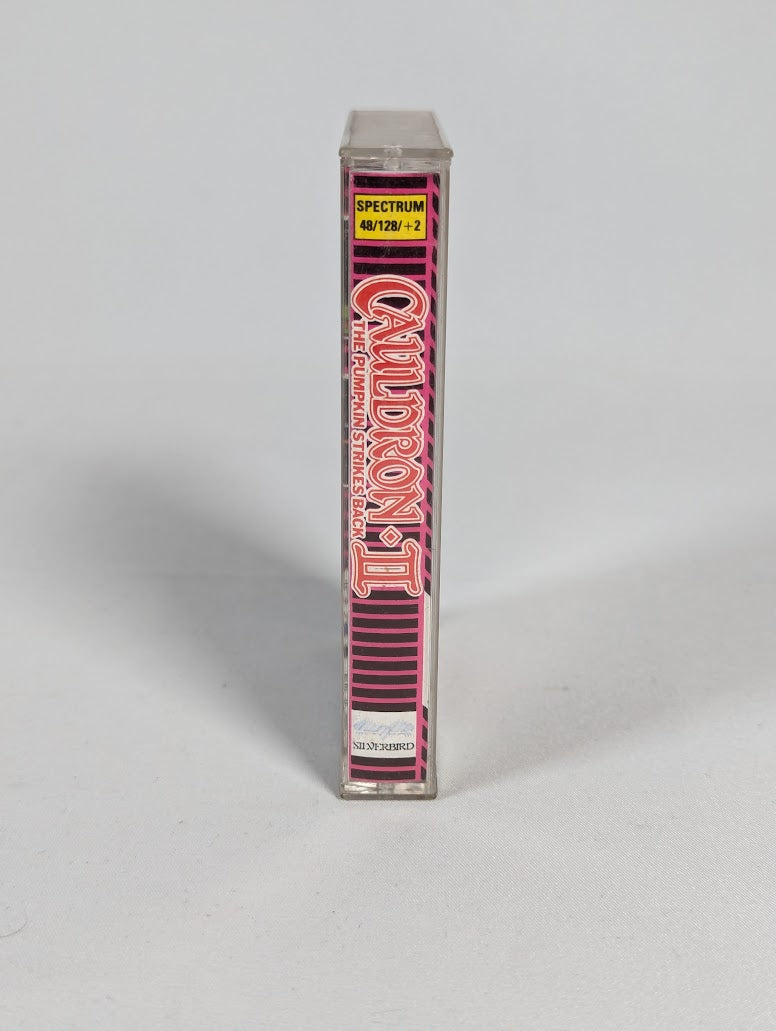 SPECTRUM
48/128/+2
CAULDRON ⋄ II
THE PUMPKIN STRIKES BACK
SILVERBIRD